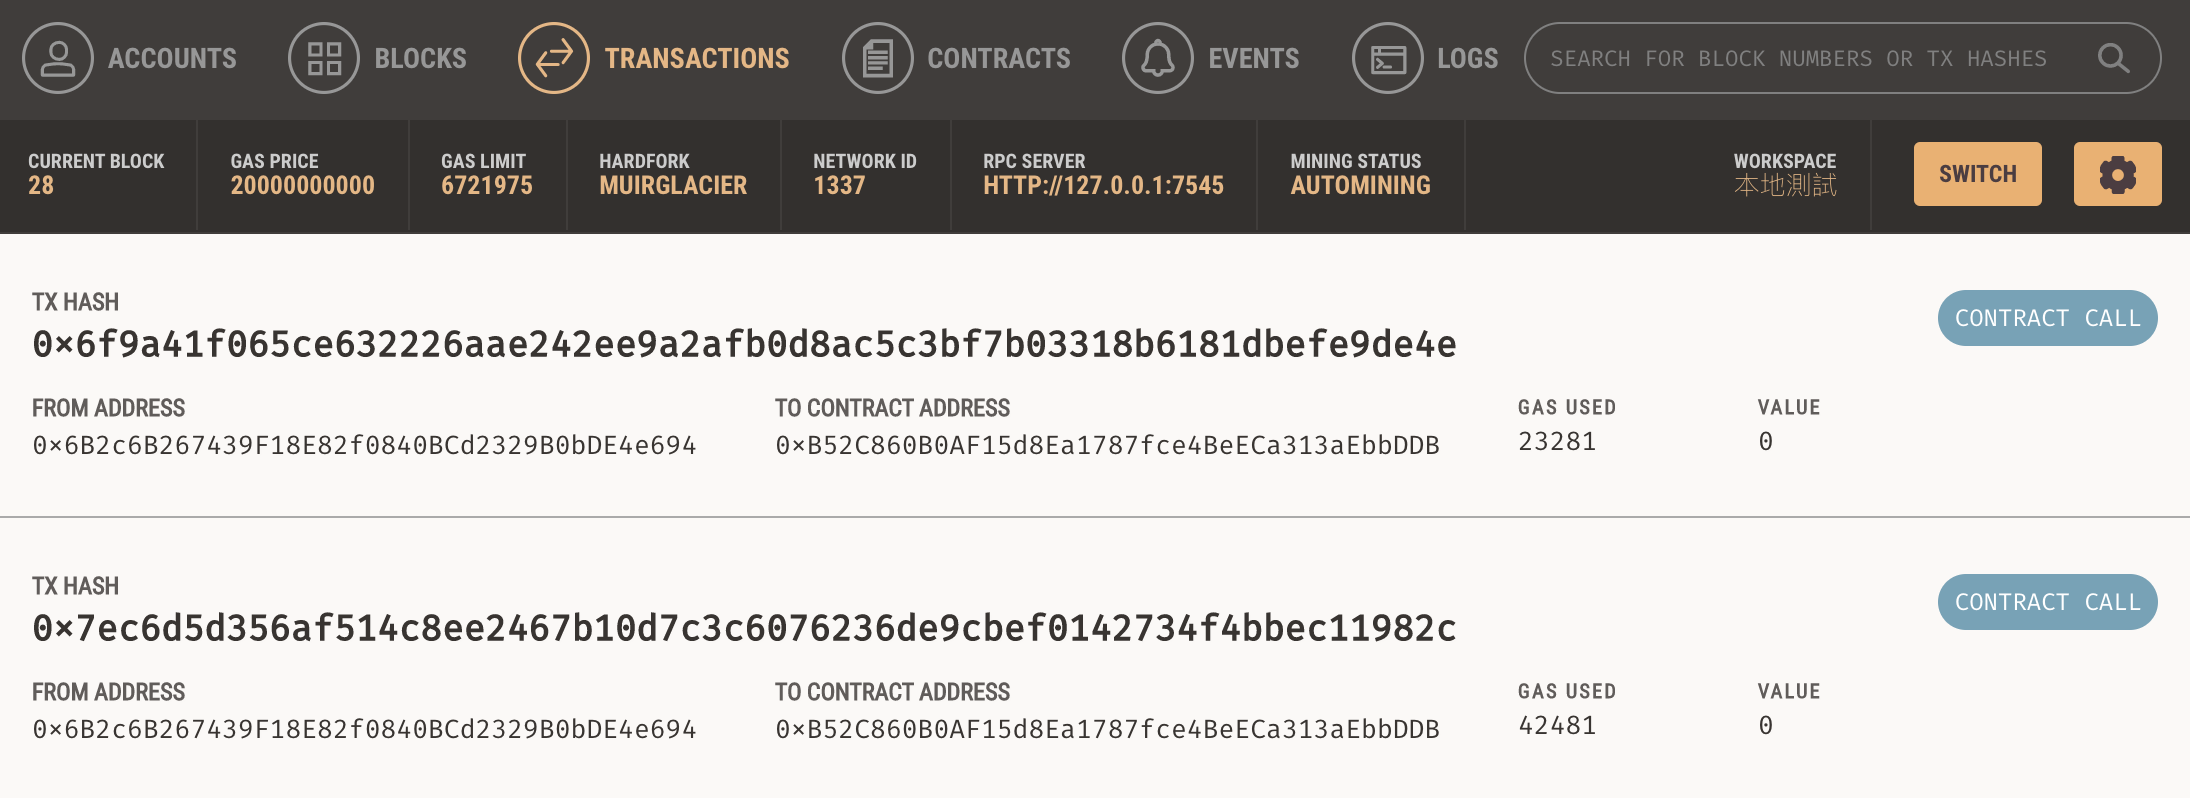 ACCOUNTS BLOCKS TRANSACTIONS CONTRACTS EVENTS LOGS SEARCH FOR BLOCK NUMBERS OR TX HASHES
CURRENT BLOCK GAS PRICE GAS LIMIT HARDFORK NETWORK ID RPC SERVER MINING STATUS WORKSPACE
28 20000000000 6721975 MUIRGLACIER 1337 HTTP://127.0.0.1:7545 AUTOMINING 本地測試 SWITCH
TX HASH
0x6f9a41f065ce632226aae242ee9a2afb0d8ac5c3bf7b03318b6181dbefe9de4e CONTRACT CALL
FROM ADDRESS TO CONTRACT ADDRESS GAS USED VALUE
0x6B2c6B267439F18E82f0840BCd2329B0bDE4e694 0xB52C860B0AF15d8Ea1787fce4BeECa313aEbbDDB 23281 0
TX HASH
0x7ec6d5d356af514c8ee2467b10d7c3c6076236de9cbef0142734f4bbec11982c CONTRACT CALL
FROM ADDRESS TO CONTRACT ADDRESS GAS USED VALUE
0x6B2c6B267439F18E82f0840BCd2329B0bDE4e694 0xB52C860B0AF15d8Ea1787fce4BeECa313aEbbDDB 42481 0